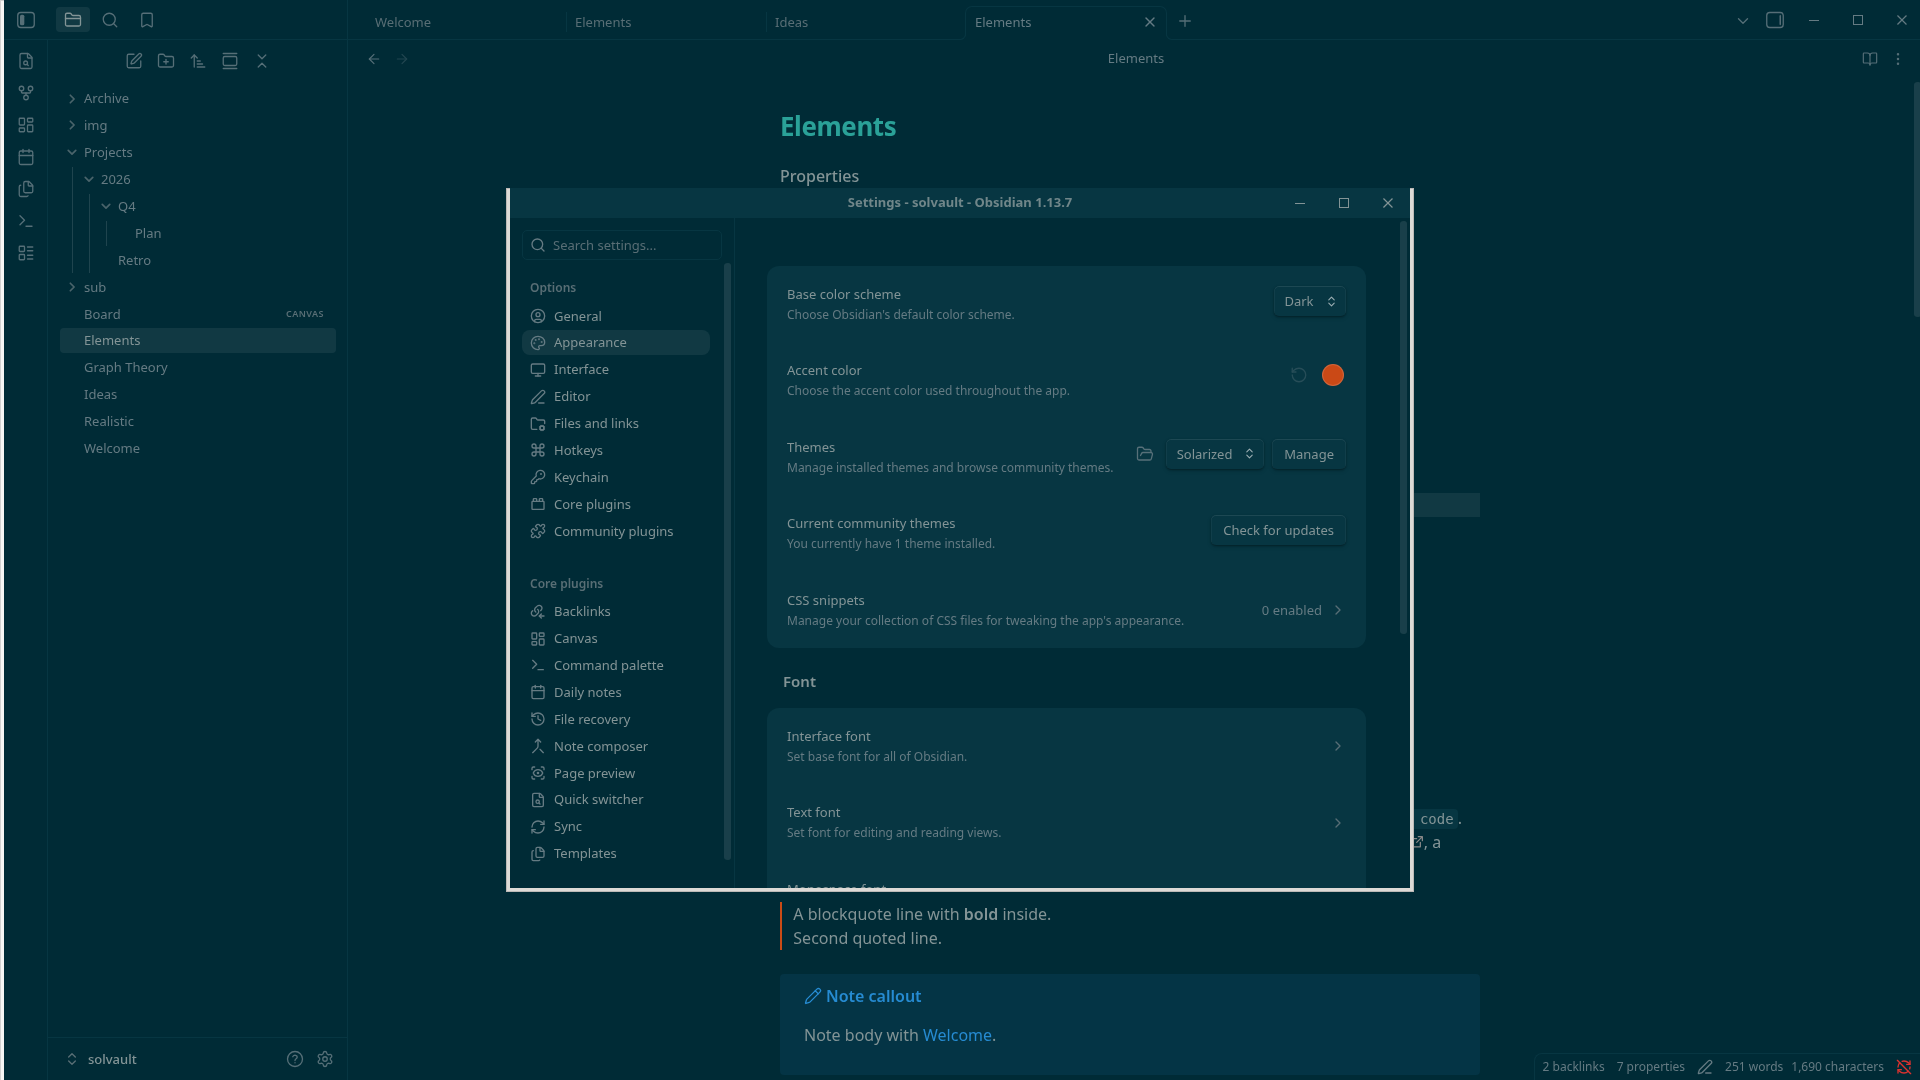 Welcome
Elements
Ideas
Elements
Elements
Archive
img
Projects
2026
Q4
Plan
Retro
sub
Board CANVAS
Elements
Graph Theory
Ideas
Realistic
Welcome
solvault
Elements
Properties
Settings - solvault - Obsidian 1.13.7
Search settings...
Options
General
Appearance
Interface
Editor
Files and links
Hotkeys
Keychain
Core plugins
Community plugins
Core plugins
Backlinks
Canvas
Command palette
Daily notes
File recovery
Note composer
Page preview
Quick switcher
Sync
Templates
Base color scheme
Choose Obsidian's default color scheme.
Dark
Accent color
Choose the accent color used throughout the app.
Themes
Manage installed themes and browse community themes.
Solarized
Manage
Current community themes
You currently have 1 theme installed.
Check for updates
CSS snippets
Manage your collection of CSS files for tweaking the app's appearance.
0 enabled
Font
Interface font
Set base font for all of Obsidian.
Text font
Set font for editing and reading views.
code.
, a
A blockquote line with bold inside.
Second quoted line.
Note callout
Note body with Welcome.
2 backlinks 7 properties 251 words 1,690 characters